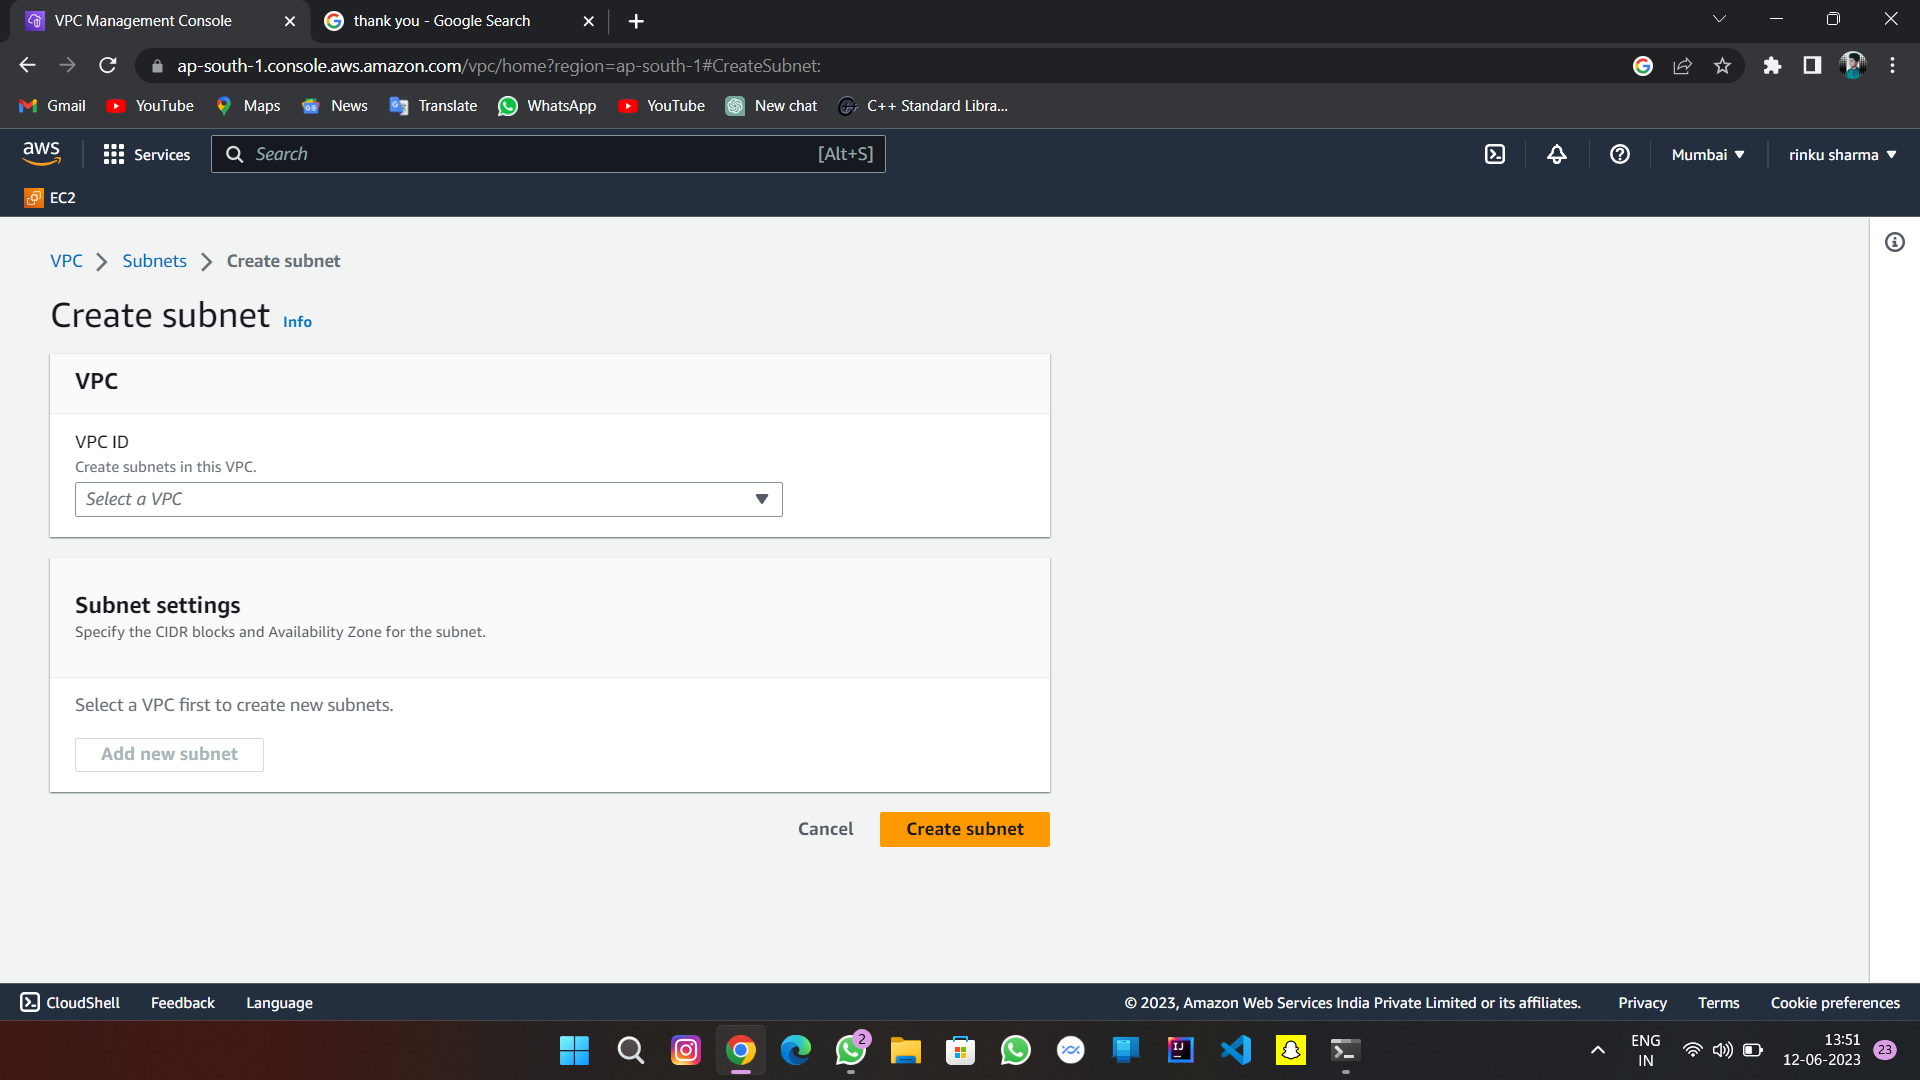 VPC Management Console
thank you - Google Search
ap-south-1.console.aws.amazon.com/vpc/home?region=ap-south-1#CreateSubnet:
Gmail YouTube Maps News Translate WhatsApp YouTube New chat C++ Standard Libra...
aws Services Search [Alt+S] Mumbai rinku sharma
EC2
VPC Subnets Create subnet
Create subnet Info
VPC
VPC ID
Create subnets in this VPC.
Select a VPC
Subnet settings
Specify the CIDR blocks and Availability Zone for the subnet.
Select a VPC first to create new subnets.
Add new subnet
Cancel Create subnet
CloudShell Feedback Language © 2023, Amazon Web Services India Private Limited or its affiliates. Privacy Terms Cookie preferences
2
IJ
ENG
IN
13:51
12-06-2023
23